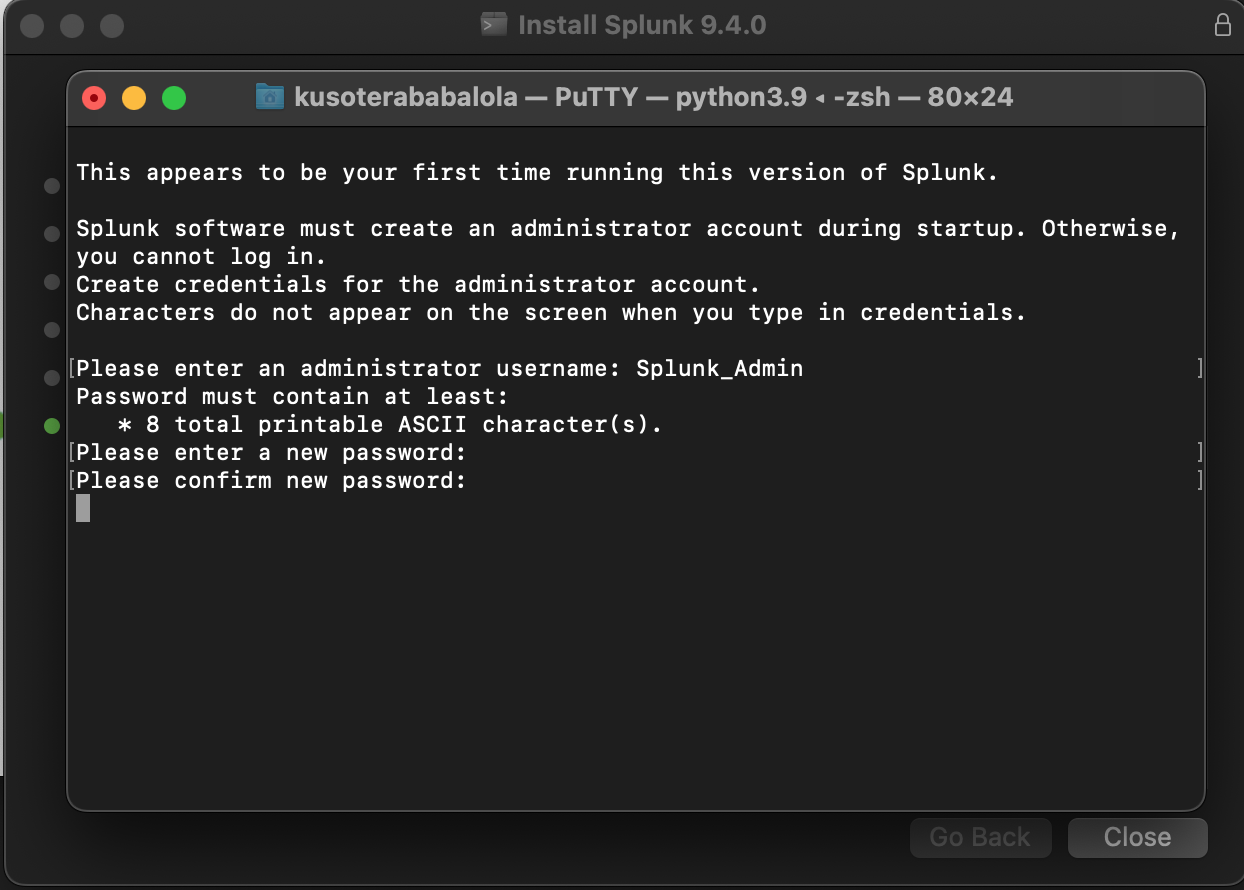 Install Splunk 9.4.0
kusoterababalola — PuTTY — python3.9 ◂ -zsh — 80×24
This appears to be your first time running this version of Splunk.
Splunk software must create an administrator account during startup. Otherwise,
you cannot log in.
Create credentials for the administrator account.
Characters do not appear on the screen when you type in credentials.
[Please enter an administrator username: Splunk_Admin ]
Password must contain at least:
* 8 total printable ASCII character(s).
[Please enter a new password: ]
[Please confirm new password: ]
Go Back Close